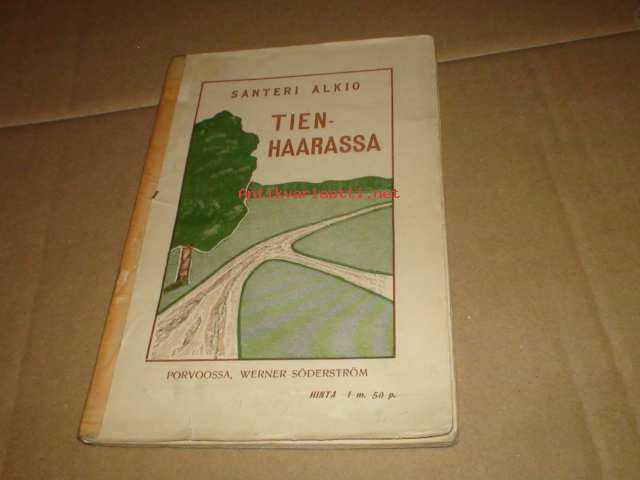 SANTERI ALKIO
TIEN-
HAARASSA
antikvariaatti.net
PORVOOSSA, WERNER SÖDERSTRÖM
HINTA 1 m. 50 p.